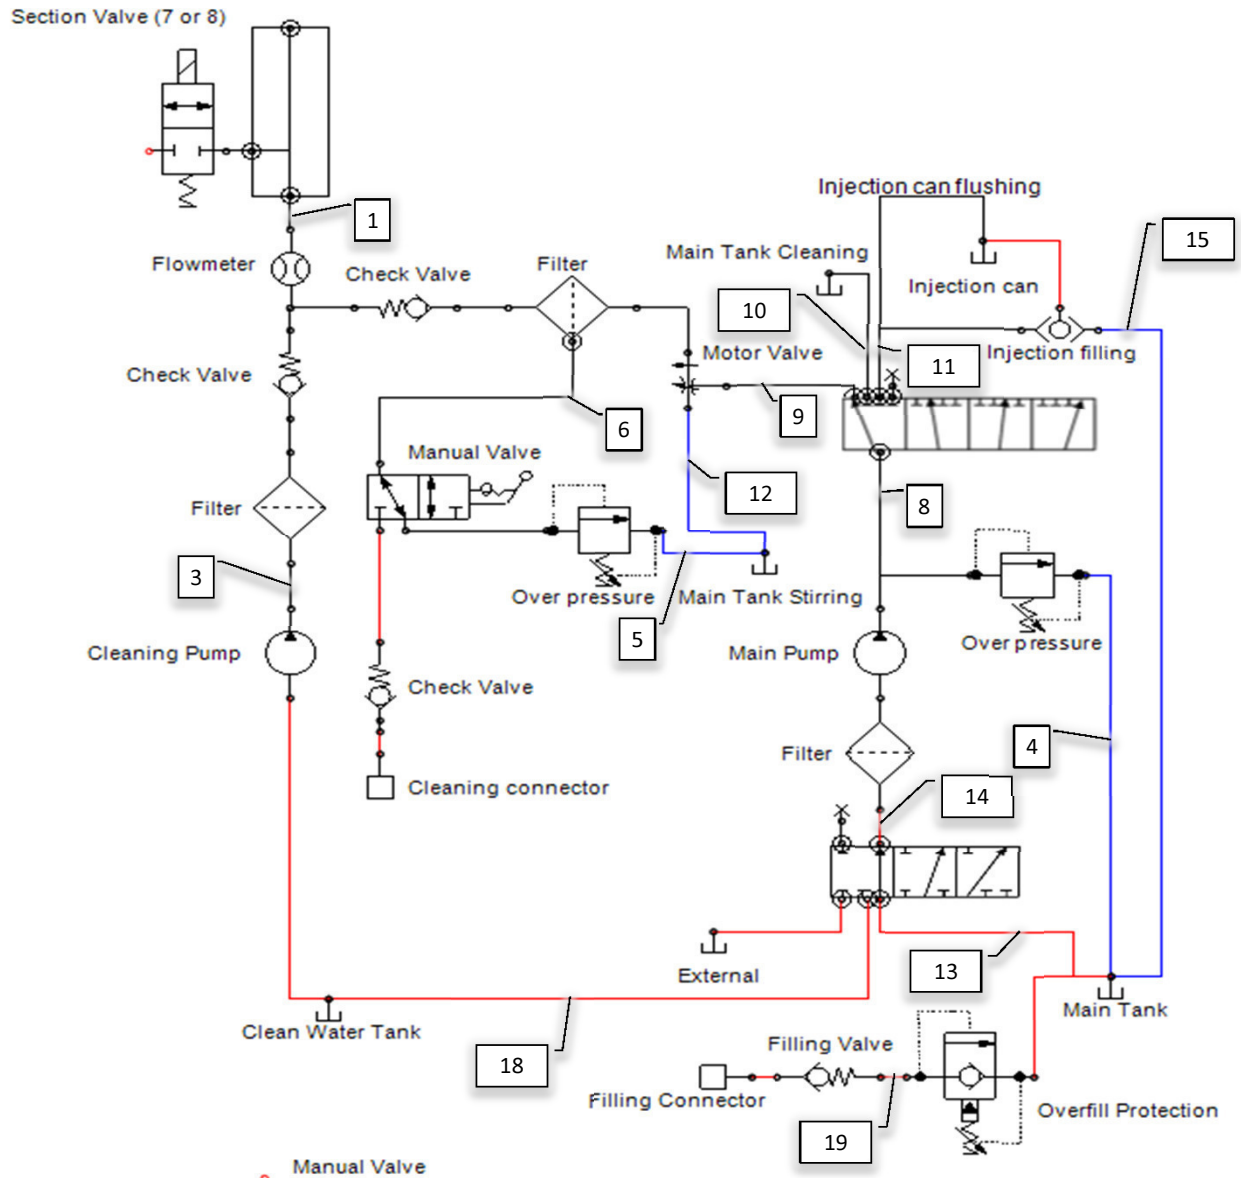 Section Valve (7 or 8)
1
Injection can flushing
15
Main Tank Cleaning
Flowmeter
Check Valve
Filter
Injection can
10
Motor Valve
11
Injection filling
Check Valve
9
6
Manual Valve
12
8
Filter
3
Over pressure
Main Tank Stirring
5
Over pressure
Cleaning Pump
Main Pump
Check Valve
4
Filter
Cleaning connector
14
External
13
Clean Water Tank
Main Tank
18
Filling Valve
Filling Connector
Overfill Protection
19
Manual Valve